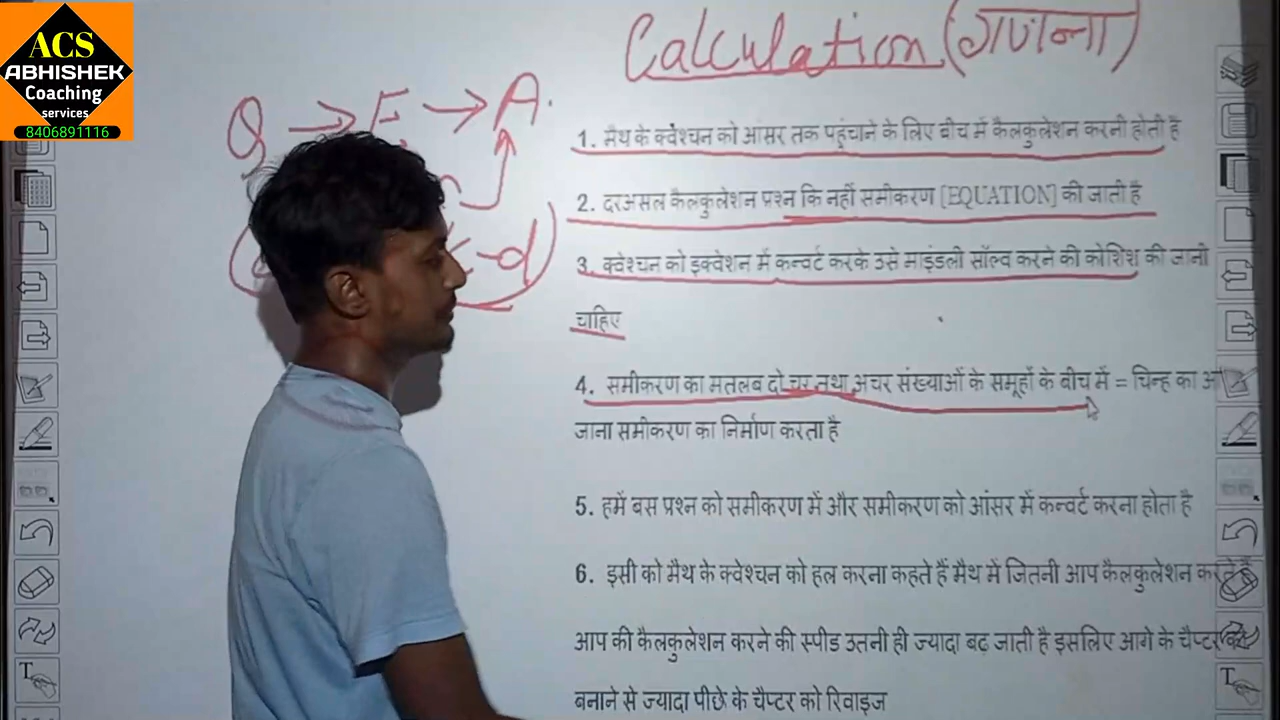 ACS
ABHISHEK
Coaching
services
8406891116
Calculation (गणना)
Q → E → A.
1. मैथ के क्वेश्चन को आंसर तक पहुंचाने के लिए बीच में कैलकुलेशन करनी होती है
2. दरअसल कैलकुलेशन प्रश्न कि नहीं समीकरण [EQUATION] की जाती है
3. क्वेश्चन को इक्वेशन में कन्वर्ट करके उसे माइंडली सॉल्व करने की कोशिश की जानी
चाहिए
4. समीकरण का मतलब दो चर तथा अचर संख्याओं के समूहों के बीच में = चिन्ह का आ
जाना समीकरण का निर्माण करता है
5. हमें बस प्रश्न को समीकरण में और समीकरण को आंसर में कन्वर्ट करना होता है
6. इसी को मैथ के क्वेश्चन को हल करना कहते हैं मैथ में जितनी आप कैलकुलेशन करते हैं
आप की कैलकुलेशन करने की स्पीड उतनी ही ज्यादा बढ़ जाती है इसलिए आगे के चैप्टर
बनाने से ज्यादा पीछे के चैप्टर को रिवाइज